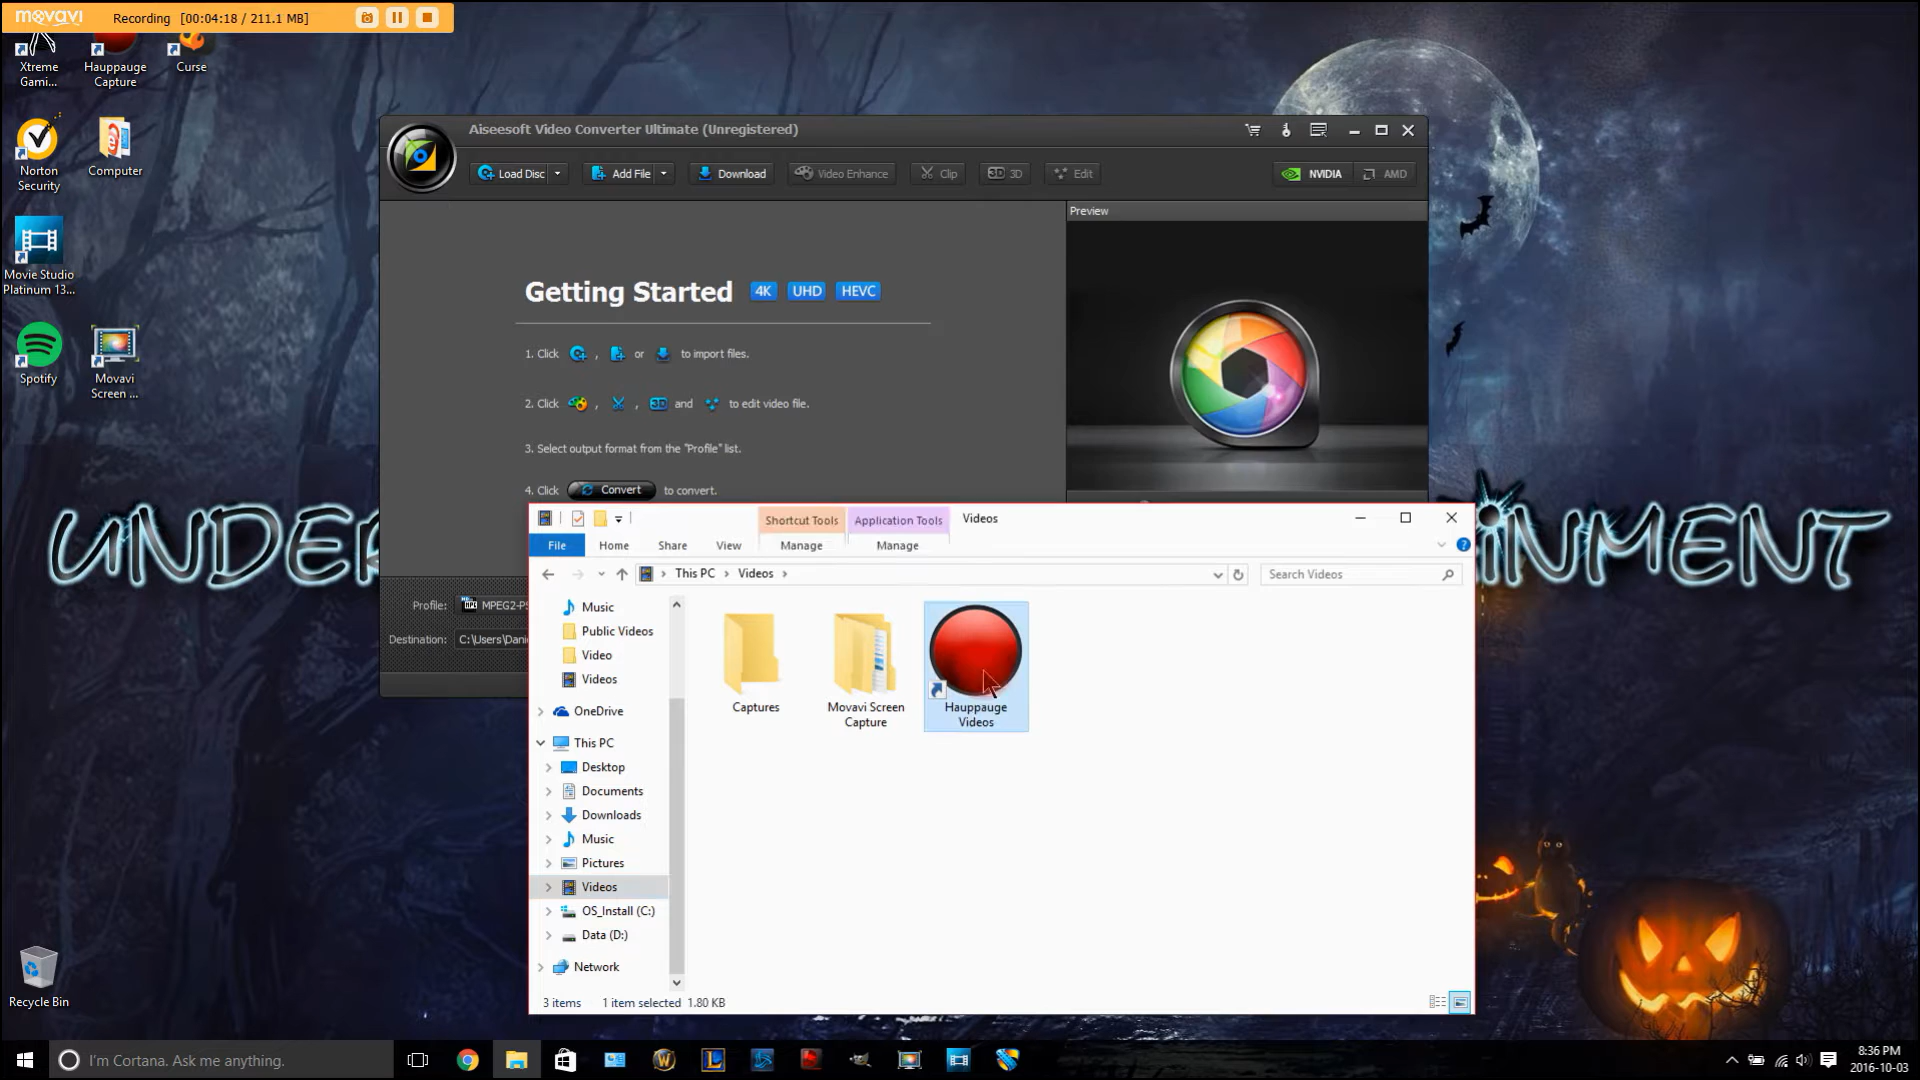 movavi
Recording [00:04:18 / 211.1 MB]
Xtreme
Gami...
Hauppauge
Capture
Curse
Norton
Security
Computer
Movie Studio
Platinum 13...
Spotify
Movavi
Screen ...
Recycle Bin
Aiseesoft Video Converter Ultimate (Unregistered)
Load Disc
Add File
Download
Video Enhance
Clip
3D 3D
Edit
NVIDIA
AMD
Preview
Getting Started 4K UHD HEVC
1. Click , or to import files.
2. Click , , 3D and to edit video file.
3. Select output format from the "Profile" list.
4. Click Convert to convert.
Profile: MPEG2-PS
Destination: C:\Users\Danie
UNDER
INMENT
Shortcut Tools
Application Tools
Videos
File
Home
Share
View
Manage
Manage
This PC
Videos
Search Videos
Music
Public Videos
Video
Videos
OneDrive
This PC
Desktop
Documents
Downloads
Music
Pictures
Videos
OS_Install (C:)
Data (D:)
Network
Captures
Movavi Screen
Capture
Hauppauge
Videos
3 items 1 item selected 1.80 KB
I'm Cortana. Ask me anything.
8:36 PM
2016-10-03